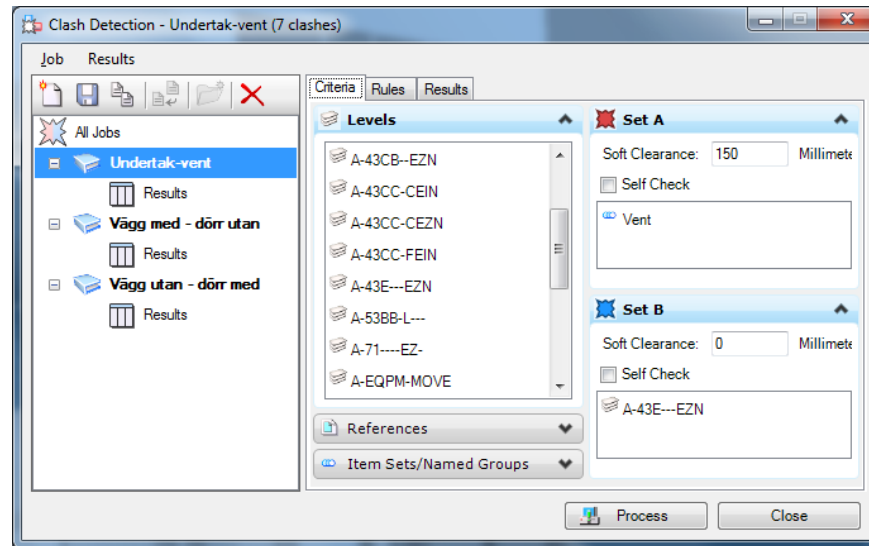 Clash Detection - Undertak-vent (7 clashes)
Job Results
Criteria Rules Results
All Jobs
Undertak-vent
Results
Vägg med - dörr utan
Results
Vägg utan - dörr med
Results
Levels
A-43CB--EZN
A-43CC-CEIN
A-43CC-CEZN
A-43CC-FEIN
A-43E---EZN
A-53BB-L---
A-71----EZ-
A-EQPM-MOVE
References
Item Sets/Named Groups
Set A
Soft Clearance: 150 Millimete
Self Check
Vent
Set B
Soft Clearance: 0 Millimete
Self Check
A-43E---EZN
Process Close